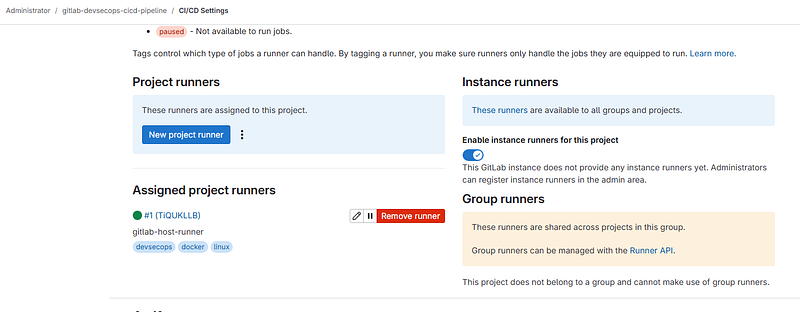 Administrator / gitlab-devsecops-cicd-pipeline / CI/CD Settings
• paused - Not available to run jobs.
Tags control which type of jobs a runner can handle. By tagging a runner, you make sure runners only handle the jobs they are equipped to run. Learn more.
Project runners
These runners are assigned to this project.
New project runner
Assigned project runners
#1 (TiQUKLLB)
Remove runner
gitlab-host-runner
devsecops docker linux
Instance runners
These runners are available to all groups and projects.
Enable instance runners for this project
This GitLab instance does not provide any instance runners yet. Administrators
can register instance runners in the admin area.
Group runners
These runners are shared across projects in this group.
Group runners can be managed with the Runner API.
This project does not belong to a group and cannot make use of group runners.